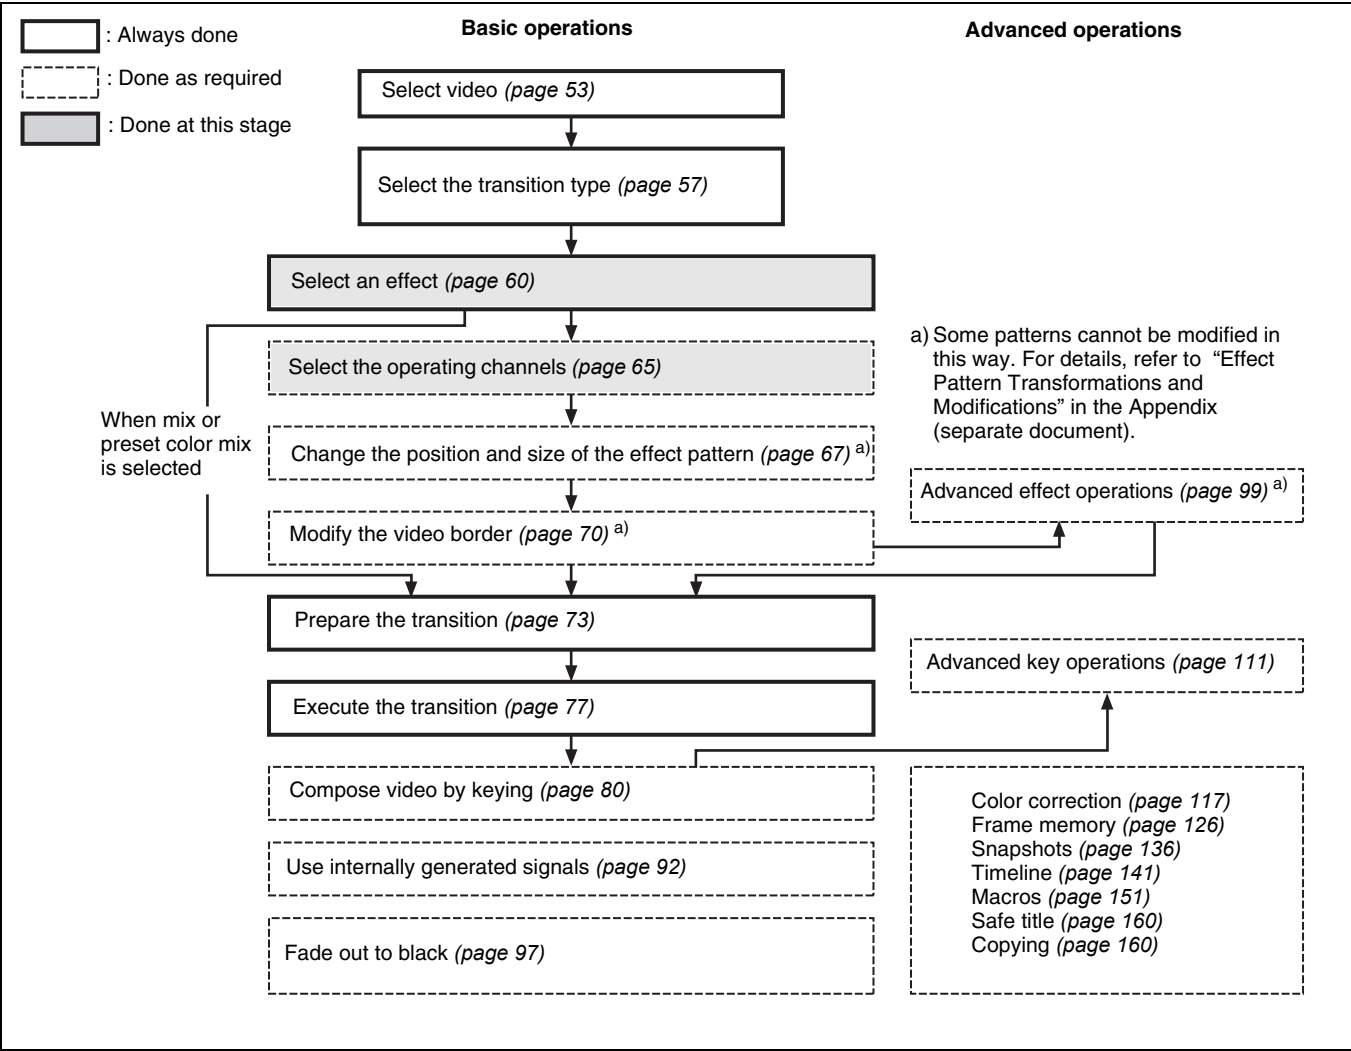 Basic operations
Advanced operations
: Always done
: Done as required
: Done at this stage
Select video (page 53)
Select the transition type (page 57)
Select an effect (page 60)
Select the operating channels (page 65)
When mix or
preset color mix
is selected
Change the position and size of the effect pattern (page 67) a)
Modify the video border (page 70) a)
a) Some patterns cannot be modified in
this way. For details, refer to “Effect
Pattern Transformations and
Modifications” in the Appendix
(separate document).
Advanced effect operations (page 99) a)
Prepare the transition (page 73)
Execute the transition (page 77)
Advanced key operations (page 111)
Compose video by keying (page 80)
Use internally generated signals (page 92)
Fade out to black (page 97)
Color correction (page 117)
Frame memory (page 126)
Snapshots (page 136)
Timeline (page 141)
Macros (page 151)
Safe title (page 160)
Copying (page 160)